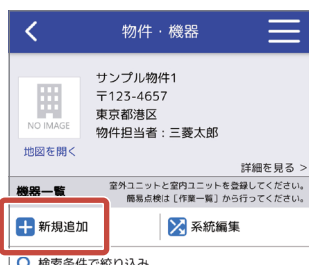 物件・機器
サンプル物件1
〒123-4657
東京都港区
物件担当者：三菱太郎
NO IMAGE
地図を開く
詳細を見る >
機器一覧
室外ユニットと室内ユニットを登録してください。
簡易点検は［作業一覧］から行ってください。
新規追加
系統編集
検索条件で絞り込み